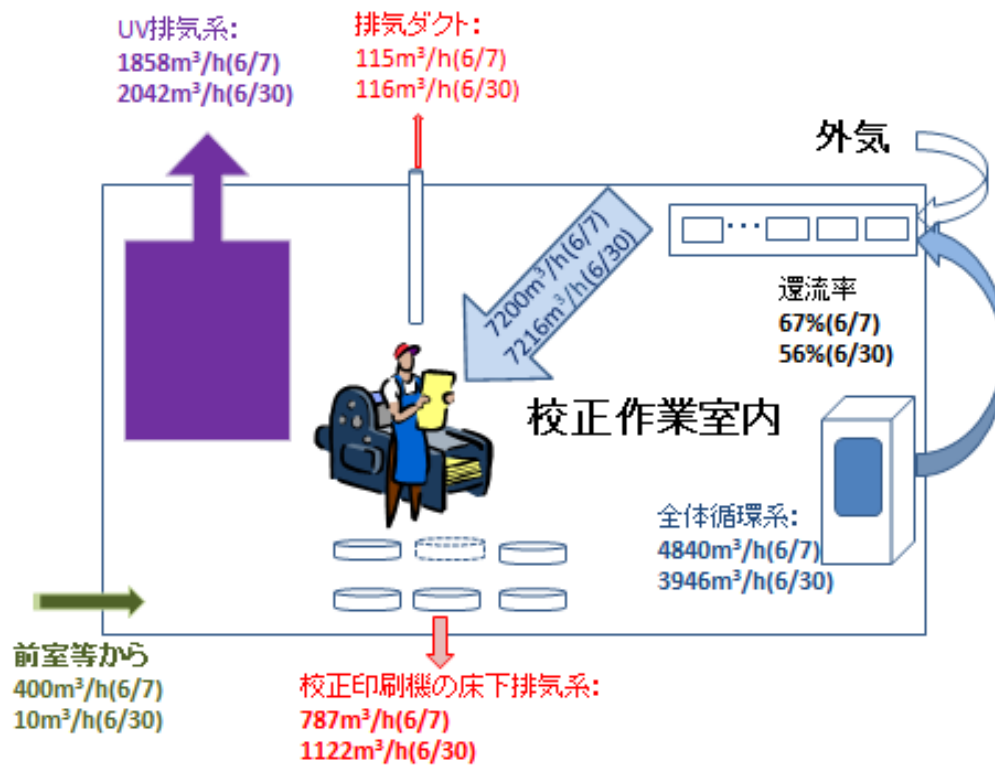 UV排気系:
1858m³/h(6/7)
2042m³/h(6/30)
排気ダクト:
115m³/h(6/7)
116m³/h(6/30)
外気
7200m³/h(6/7)
7216m³/h(6/30)
還流率
67%(6/7)
56%(6/30)
校正作業室内
全体循環系:
4840m³/h(6/7)
3946m³/h(6/30)
前室等から
400m³/h(6/7)
10m³/h(6/30)
校正印刷機の床下排気系:
787m³/h(6/7)
1122m³/h(6/30)